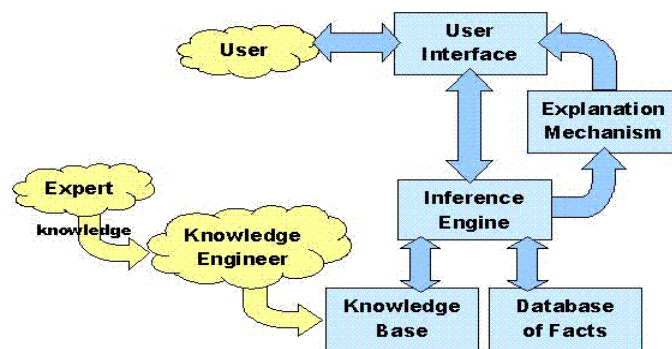 User
User
Interface
Explanation
Mechanism
Expert
knowledge
Inference
Engine
Knowledge
Engineer
Knowledge
Base
Database
of Facts